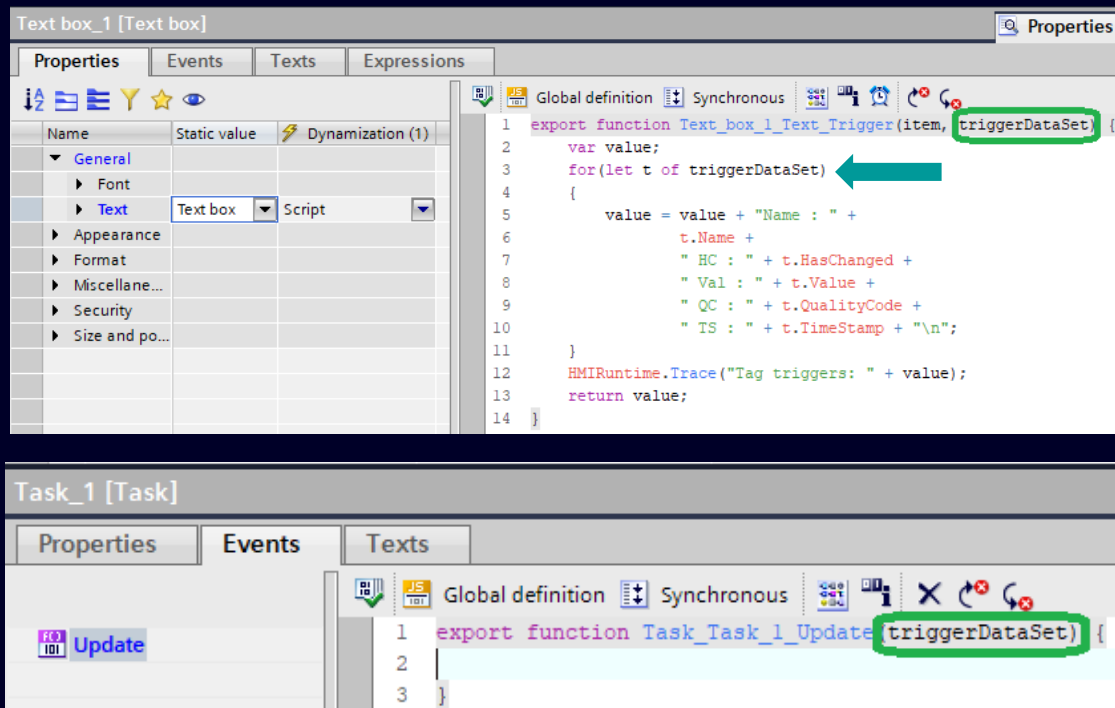 Text box_1 [Text box]
Properties
Properties Events Texts Expressions
Global definition Synchronous
Name Static value Dynamization (1)
General
Font
Text Text box Script
Appearance
Format
Miscellane...
Security
Size and po...
1 export function Text_box_1_Text_Trigger(item, triggerDataSet) {
2 var value;
3 for(let t of triggerDataSet)
4 {
5 value = value + "Name : " +
6 t.Name +
7 " HC : " + t.HasChanged +
8 " Val : " + t.Value +
9 " QC : " + t.QualityCode +
10 " TS : " + t.TimeStamp + "\n";
11 }
12 HMIRuntime.Trace("Tag triggers: " + value);
13 return value;
14 }
Task_1 [Task]
Properties Events Texts
Global definition Synchronous
Update
1 export function Task_Task_1_Update(triggerDataSet) {
2
3 }